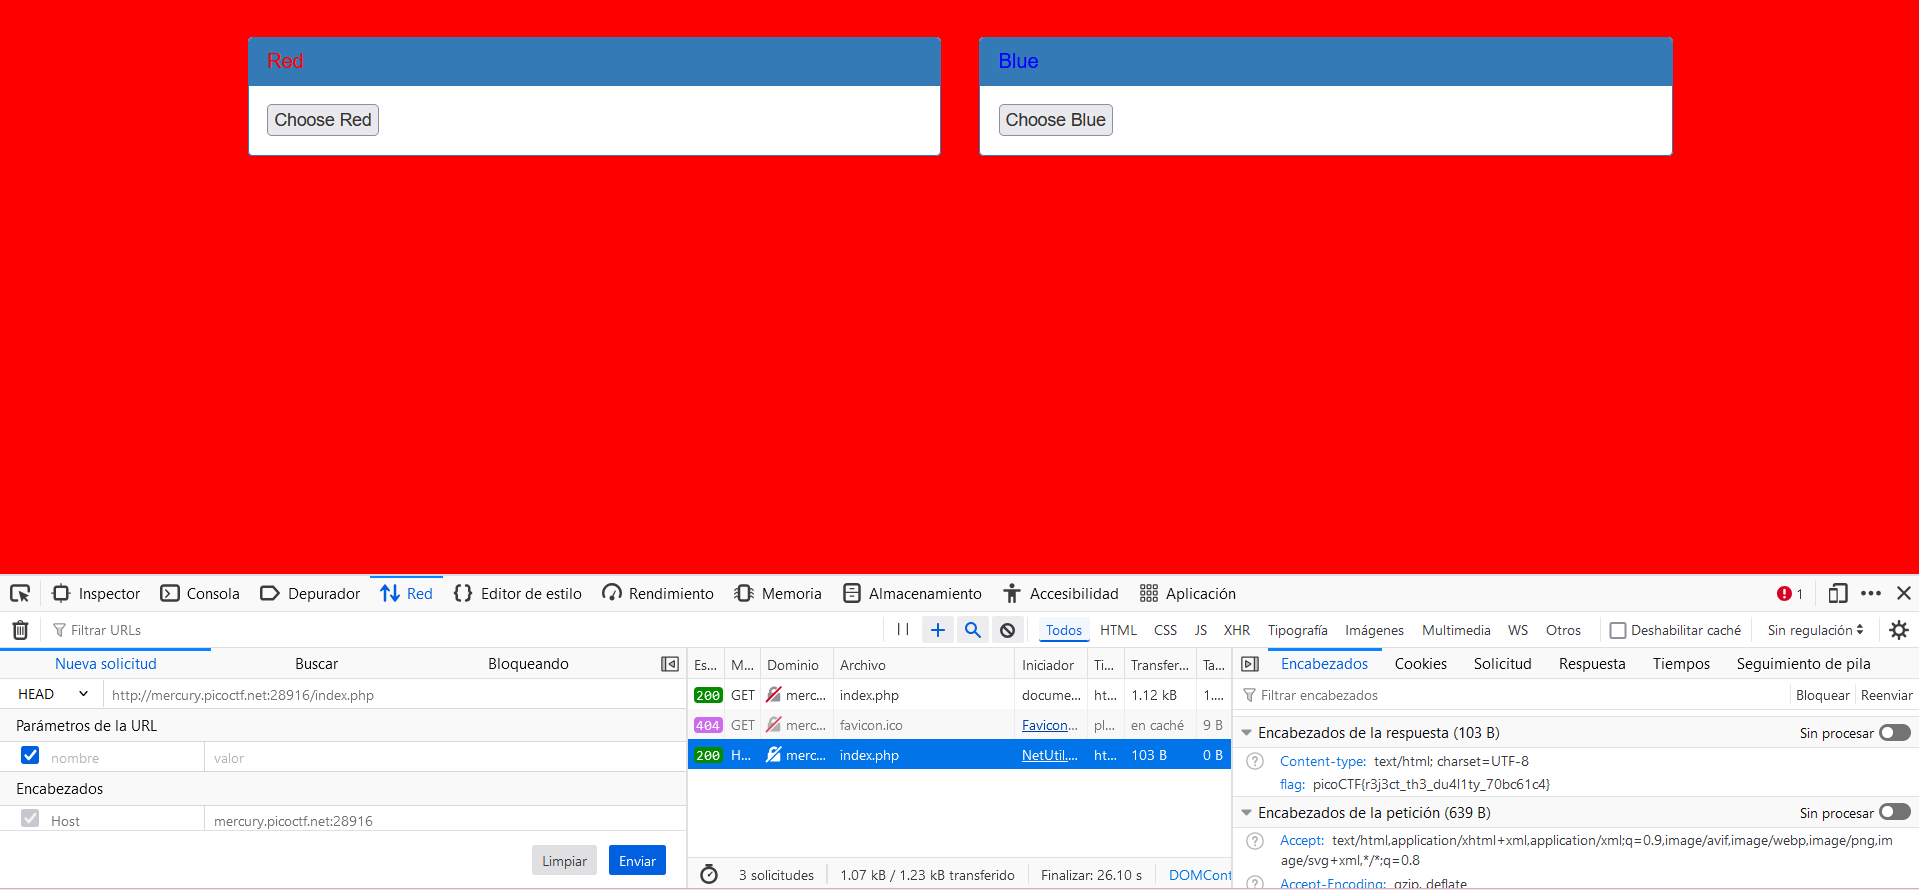 Red
Blue
Choose Red
Choose Blue
Inspector
Consola
Depurador
Red
Editor de estilo
Rendimiento
Memoria
Almacenamiento
Accesibilidad
Aplicación
1
Filtrar URLs
Todos
HTML
CSS
JS
XHR
Tipografía
Imágenes
Multimedia
WS
Otros
Deshabilitar caché
Sin regulación
Nueva solicitud
Buscar
Bloqueando
HEAD
http://mercury.picoctf.net:28916/index.php
Parámetros de la URL
nombre
valor
Encabezados
Host
mercury.picoctf.net:28916
Limpiar
Enviar
Es... M... Dominio Archivo Iniciador Ti... Transfer... Ta...
200 GET merc... index.php docume... ht... 1.12 kB 1....
404 GET merc... favicon.ico Favicon... pl... en caché 9 B
200 H... merc... index.php NetUtil.... ht... 103 B 0 B
3 solicitudes
1.07 kB / 1.23 kB transferido
Finalizar: 26.10 s
DOMCont
Encabezados
Cookies
Solicitud
Respuesta
Tiempos
Seguimiento de pila
Filtrar encabezados
Bloquear
Reenviar
Encabezados de la respuesta (103 B)
Sin procesar
Content-type: text/html; charset=UTF-8
flag: picoCTF{r3j3ct_th3_du4l1ty_70bc61c4}
Encabezados de la petición (639 B)
Sin procesar
Accept: text/html,application/xhtml+xml,application/xml;q=0.9,image/avif,image/webp,image/png,im
age/svg+xml,*/*;q=0.8
Accept-Encoding: gzip, deflate